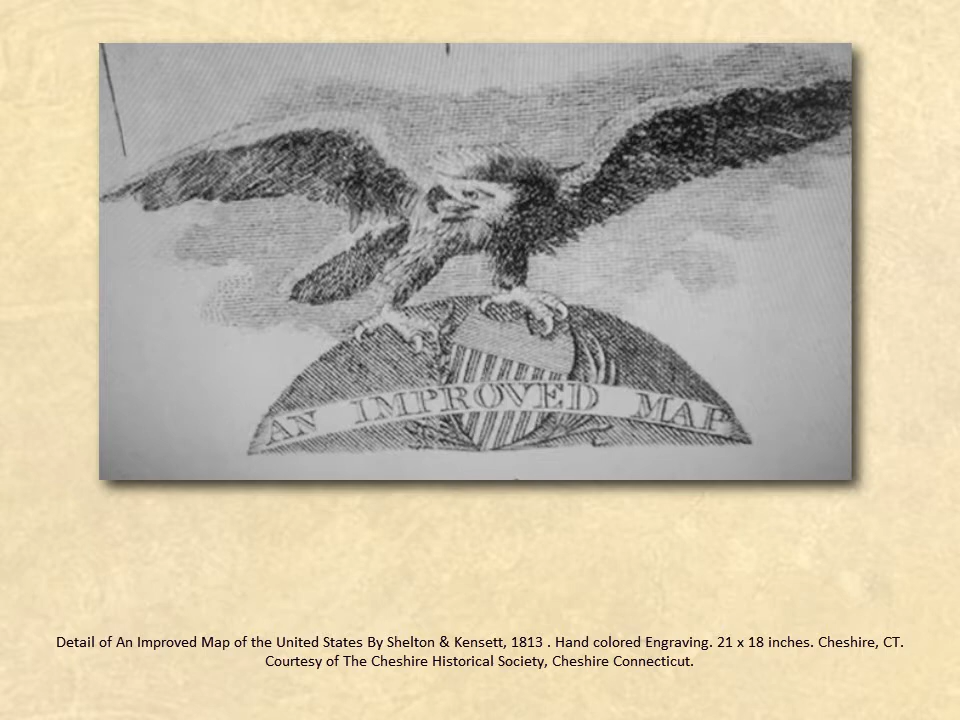 AN IMPROVED MAP
Detail of An Improved Map of the United States By Shelton & Kensett, 1813 . Hand colored Engraving. 21 x 18 inches. Cheshire, CT.
Courtesy of The Cheshire Historical Society, Cheshire Connecticut.